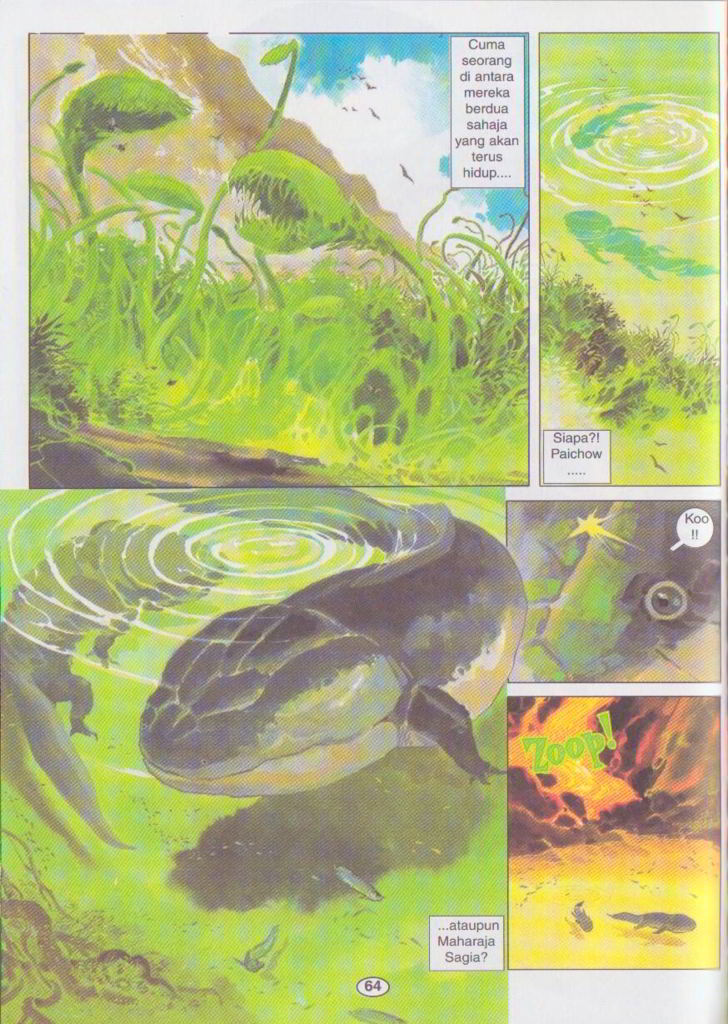 Cuma
seorang
di antara
mereka
berdua
sahaja
yang akan
terus
hidup....
Siapa?!
Paichow
.....
Koo
!!
Zoop!
...ataupun
Maharaja
Sagia?
64